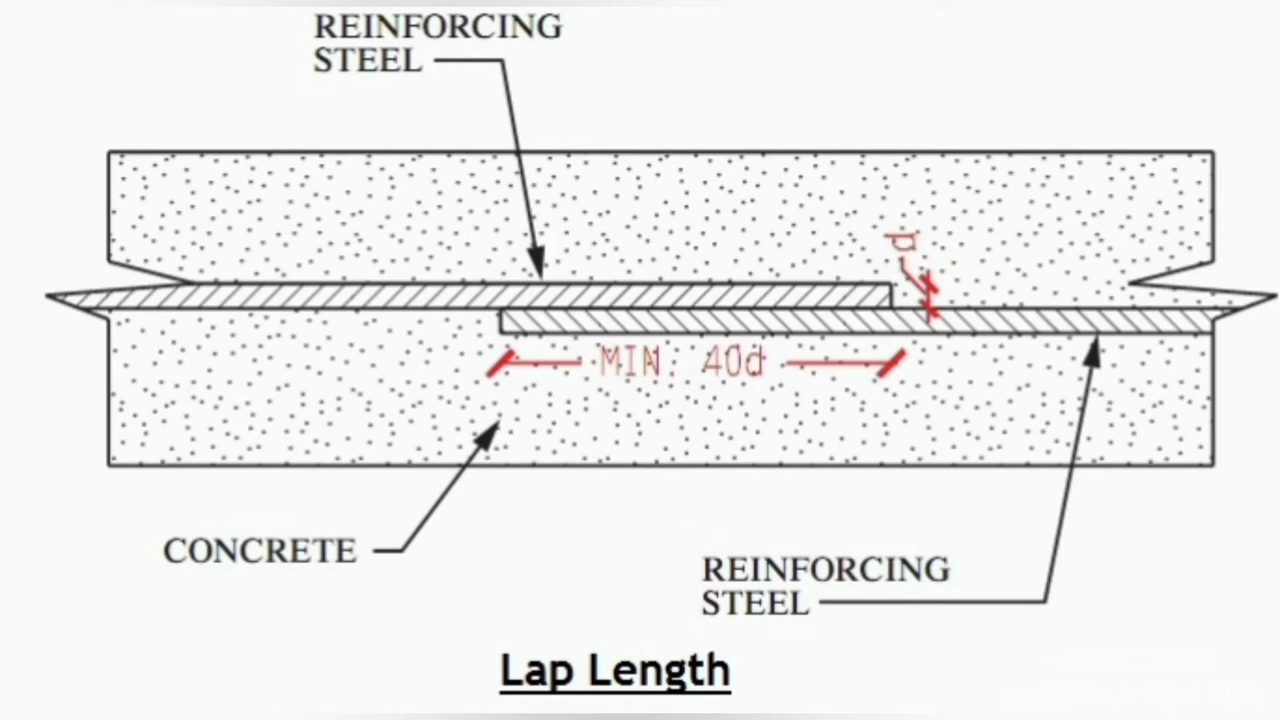 REINFORCING
STEEL
d
MIN. 40d
CONCRETE
REINFORCING
STEEL
Lap Length